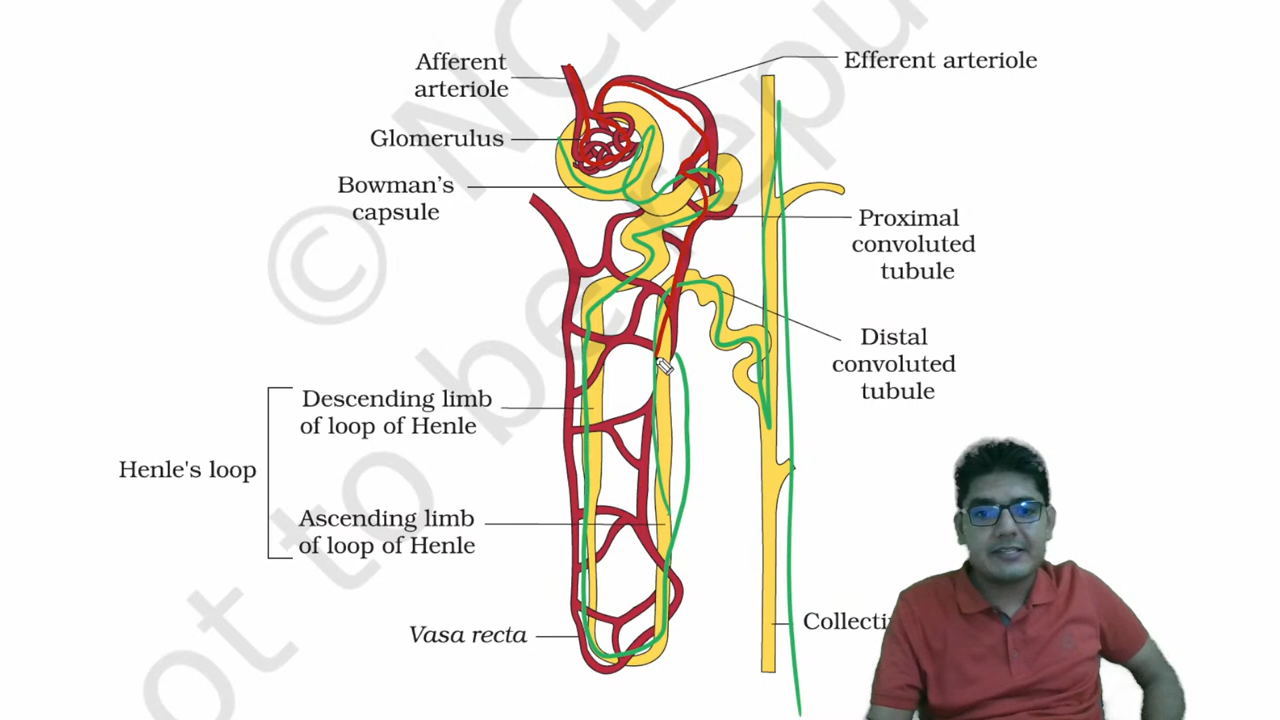 Afferent
arteriole
Efferent arteriole
Glomerulus
Bowman's
capsule
Proximal
convoluted
tubule
Distal
convoluted
tubule
Descending limb
of loop of Henle
Henle's loop
Ascending limb
of loop of Henle
Vasa recta